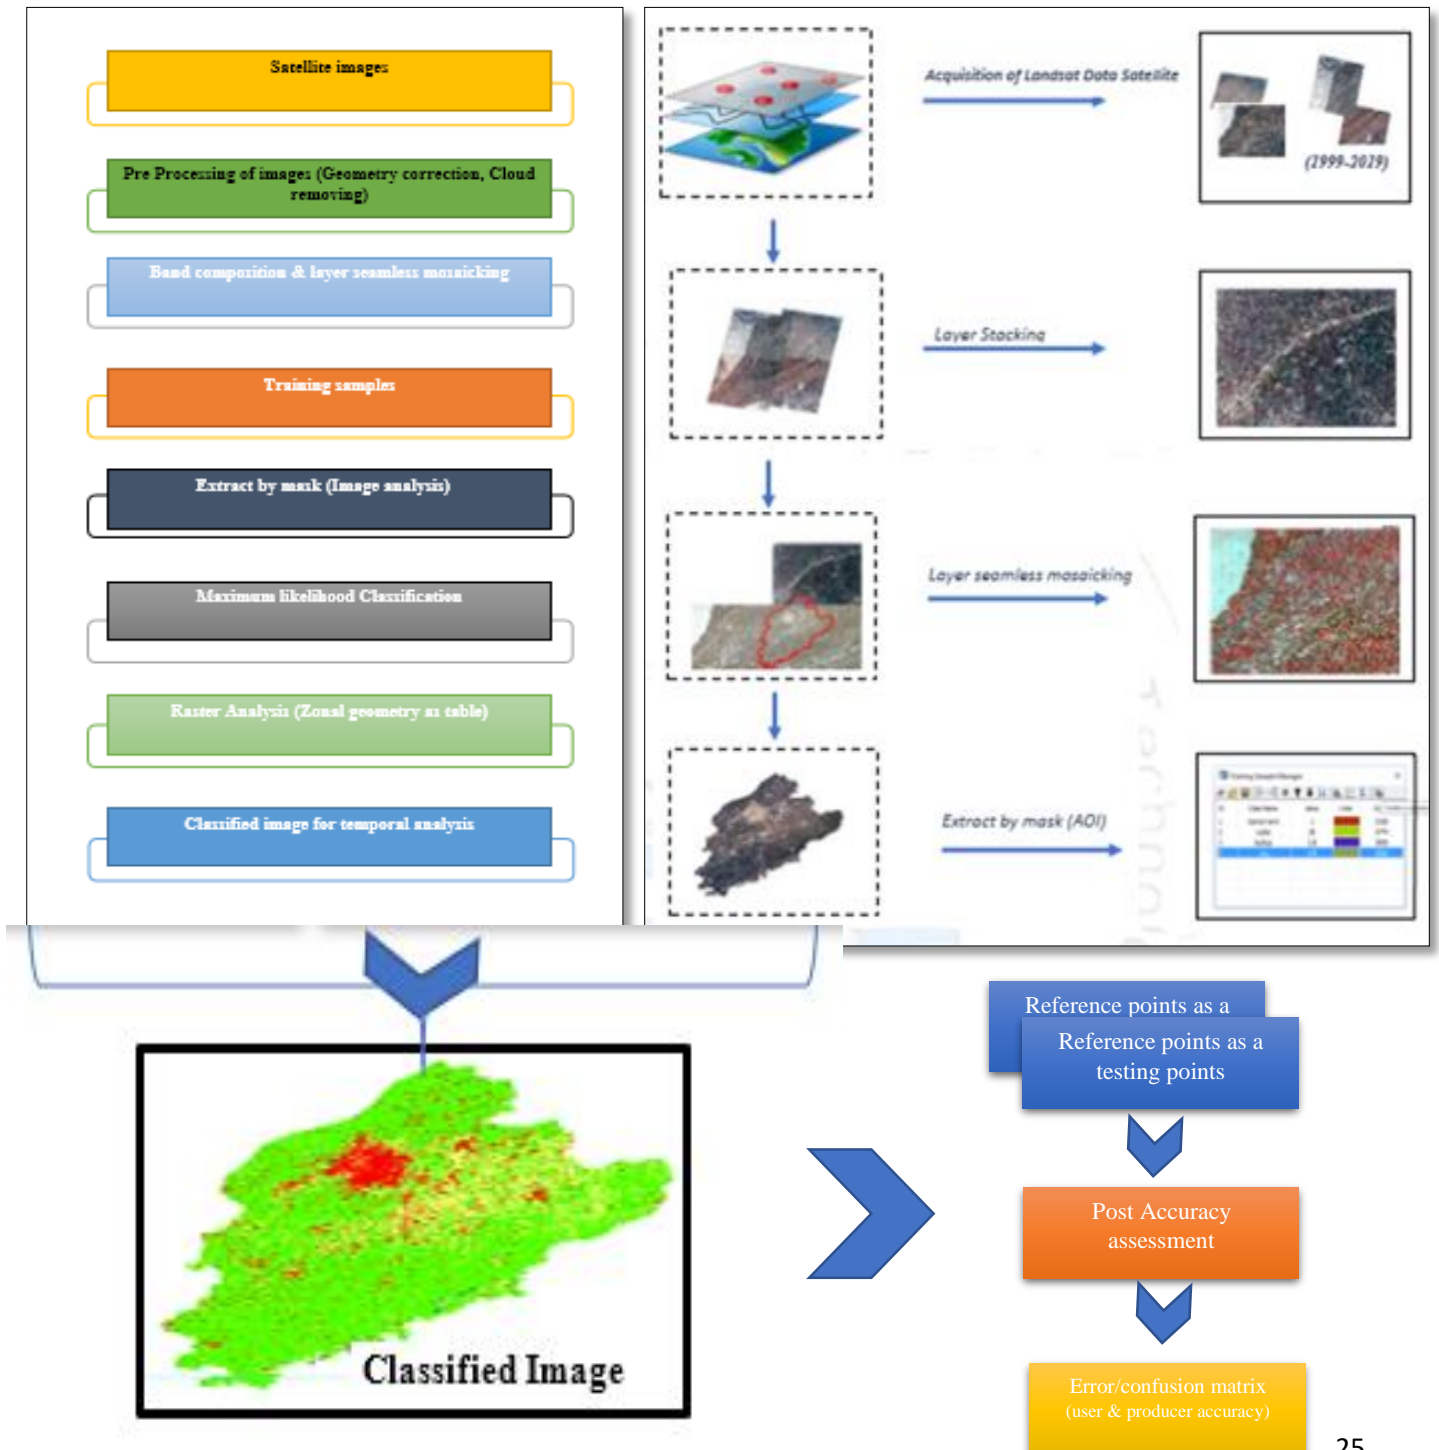 Satellite images
Pre Processing of images (Geometry correction, Cloud
removing)
Band composition & layer seamless mosaicking
Training samples
Extract by mask (Image analysis)
Maximum likelihood Classification
Raster Analysis (Zonal geometry as table)
Classified image for temporal analysis
Acquisition of Landsat Data Satellite
(1999-2019)
Layer Stacking
Layer seamless mosaicking
Extract by mask (AOI)
Training Sample Manager
Classified Image
Reference points as a
Reference points as a
testing points
Post Accuracy
assessment
Error/confusion matrix
(user & producer accuracy)
25